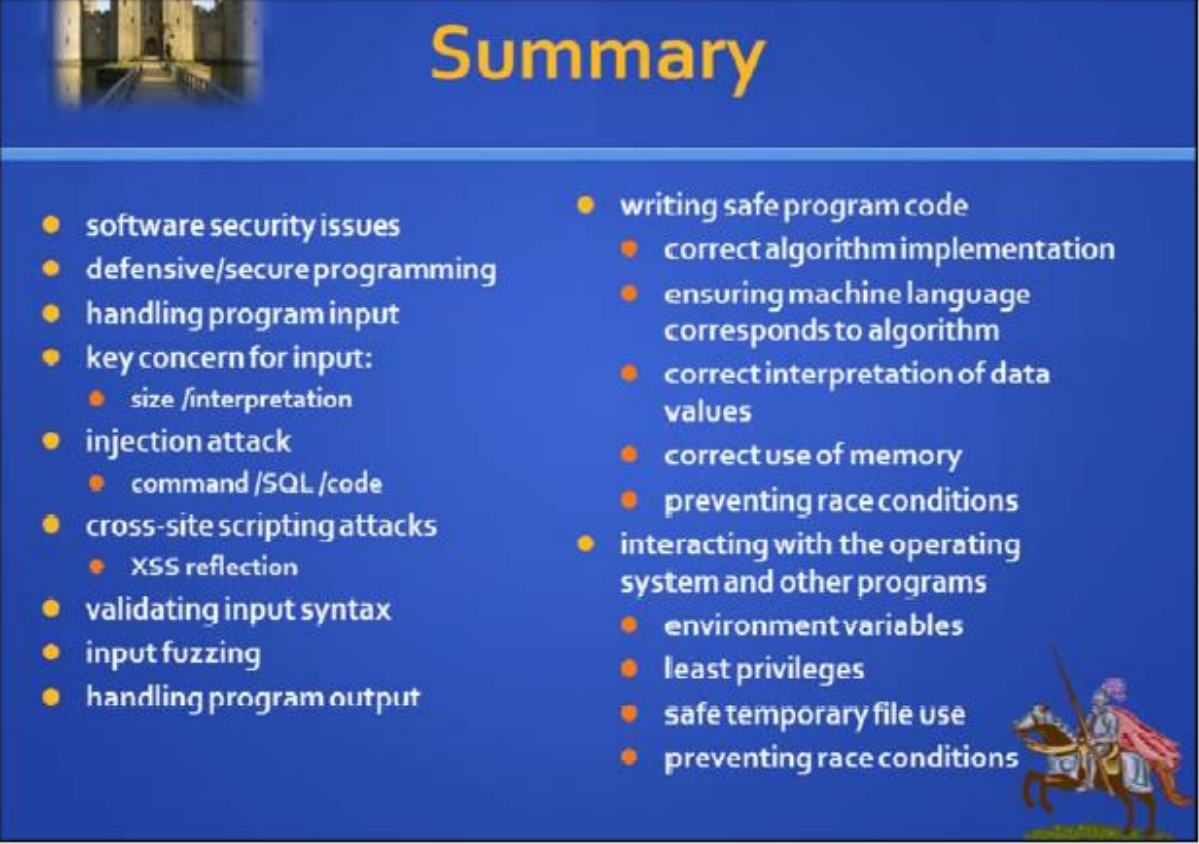 Summary
software security issues
defensive/secure programming
handling program input
key concern for input:
size /interpretation
injection attack
command /SQL /code
cross-site scripting attacks
XSS reflection
validating input syntax
input fuzzing
handling program output
writing safe program code
correct algorithm implementation
ensuring machine language
corresponds to algorithm
correct interpretation of data
values
correct use of memory
preventing race conditions
interacting with the operating
system and other programs
environment variables
least privileges
safe temporary file use
preventing race conditions